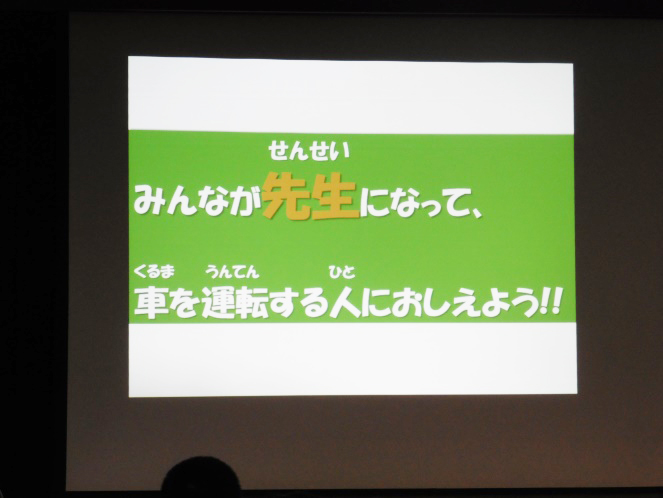 せんせい
みんなが先生になって、
くるま うんてん ひと
車を運転する人におしえよう!!